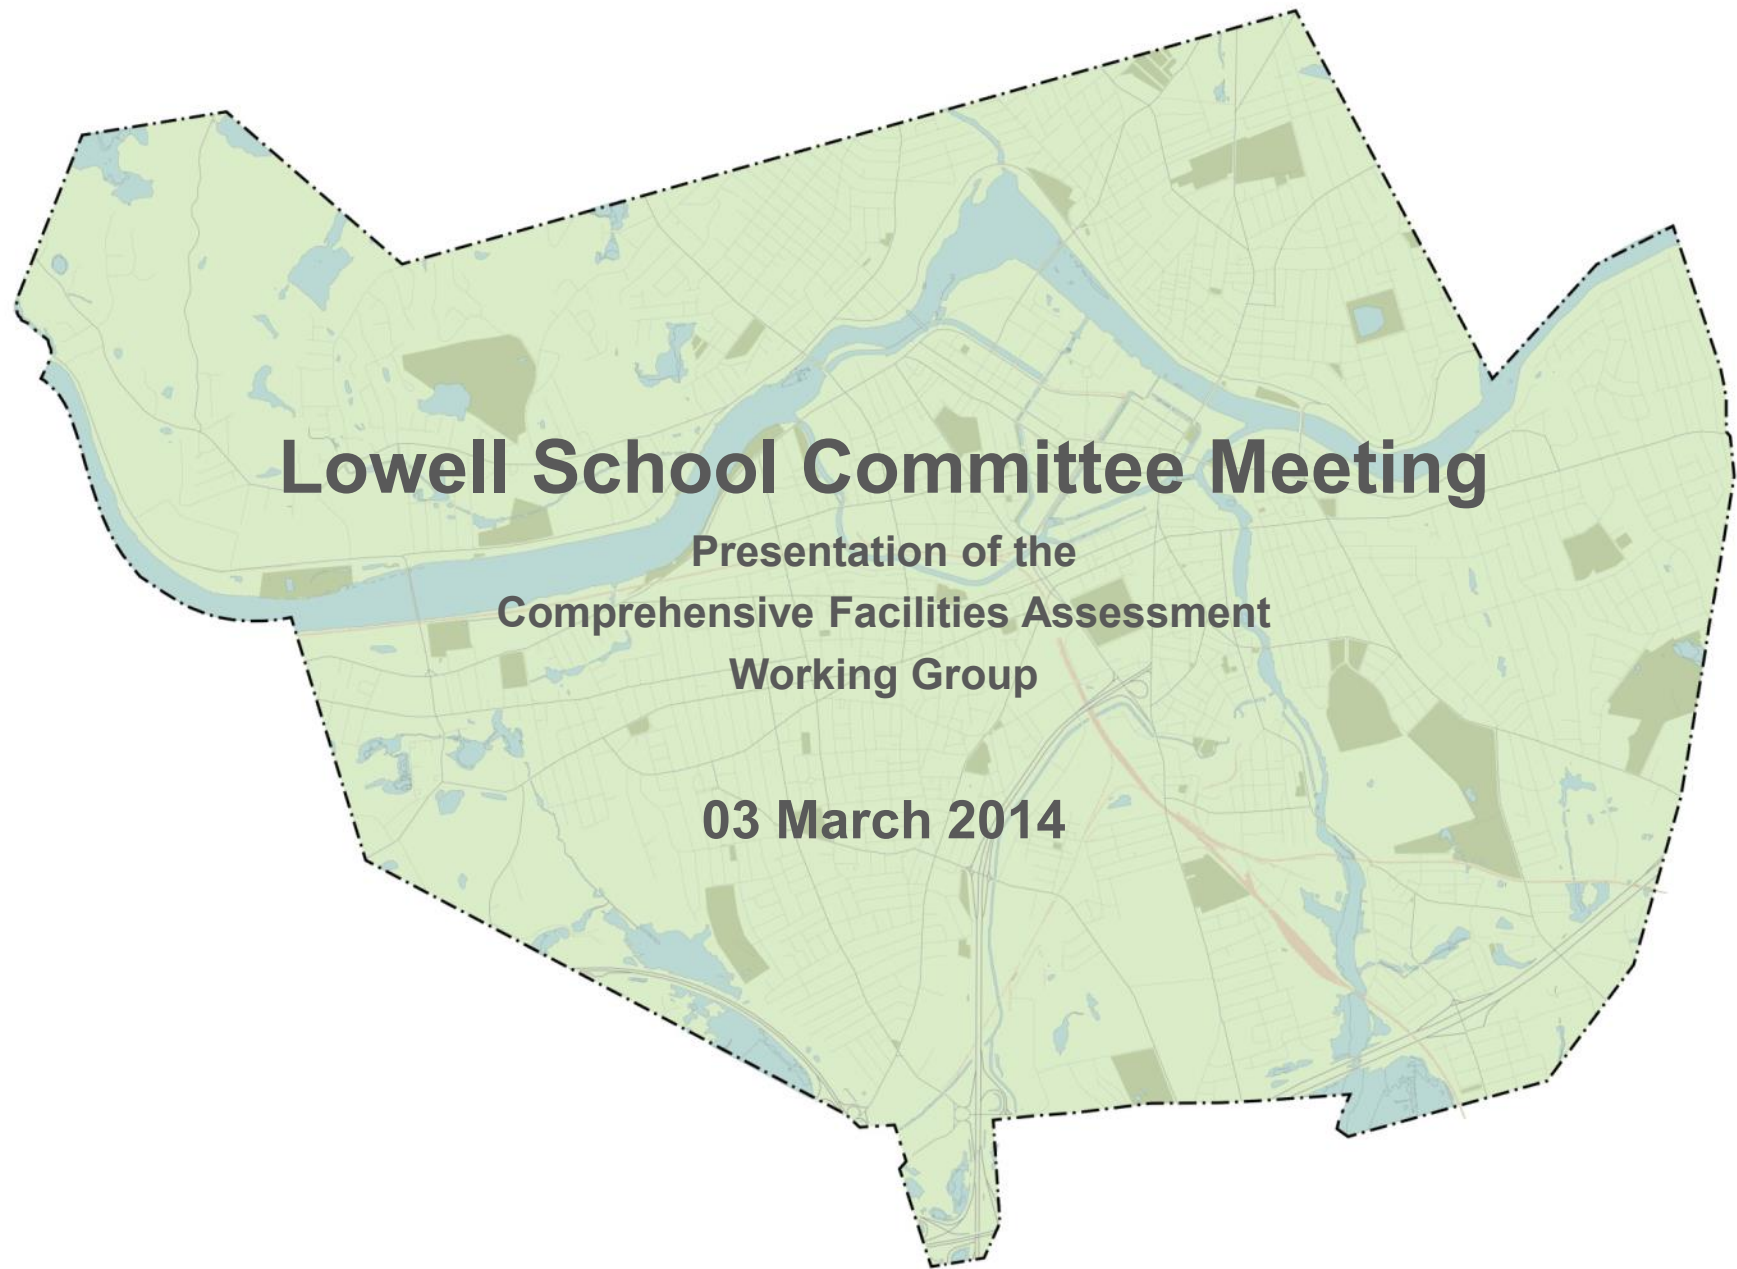 Lowell School Committee Meeting
Presentation of the
Comprehensive Facilities Assessment
Working Group
03 March 2014